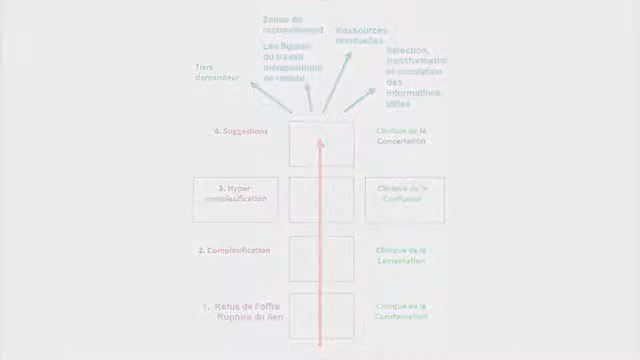 Zones de
recouvrement
Les figures
du travail
thérapeutique
de réseau
Ressources
résiduelles
Sélection,
et circulation
des
informations
utiles
Tiers
demandeur
4. Suggestions
Clinique de la
Concertation
3. Hyper-
complexification
Clinique de la
Confusion
2. Complexification
Clinique de la
Lamentation
1. Refus de l'offre
Rupture du lien
Clinique de la
Consternation